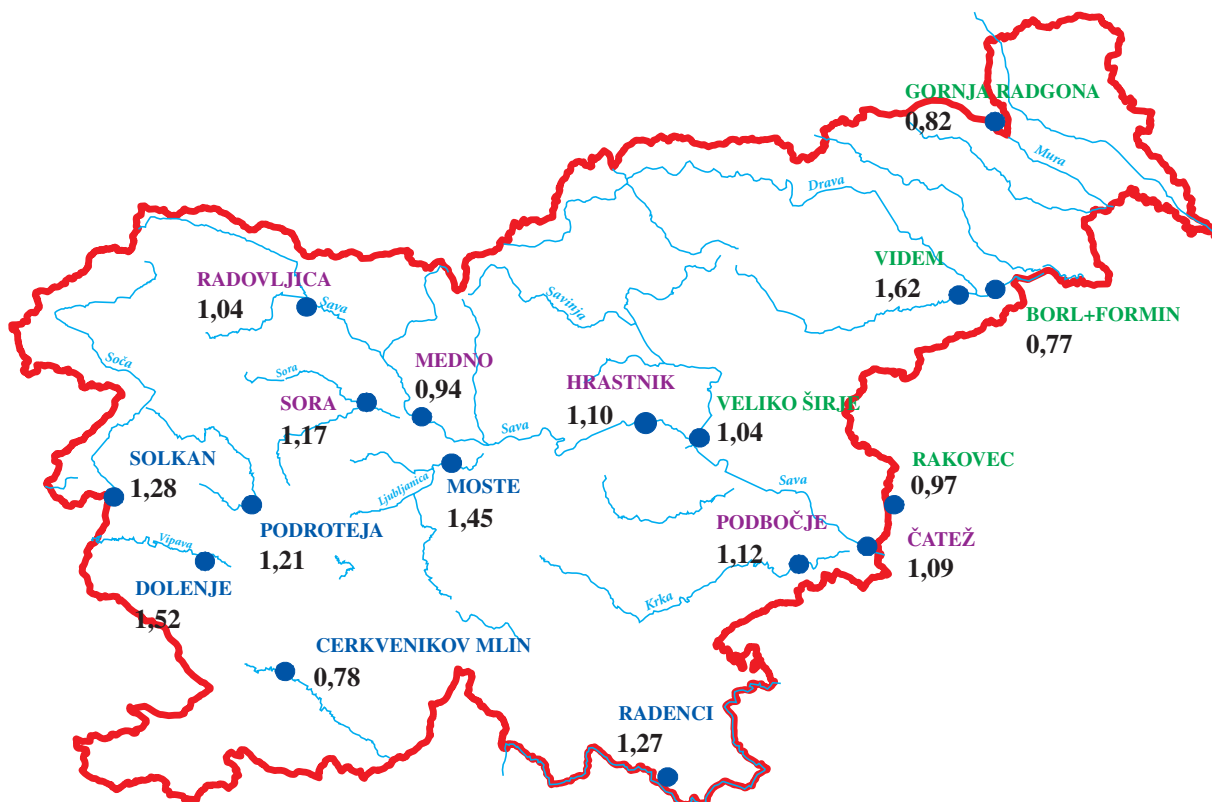 GORNJA RADGONA
0,82
Mura
Drava
VIDEM
1,62
BORL+FORMIN
0,77
RADOVLJICA
1,04
Sava
Savinja
Soča
Sora
MEDNO
0,94
HRASTNIK
1,10
SORA
1,17
VELIKO ŠIRJE
1,04
Sava
SOLKAN
1,28
Ljubljanica
MOSTE
1,45
Sava
RAKOVEC
0,97
PODROTEJA
1,21
PODBOČJE
1,12
ČATEŽ
1,09
Vipava
DOLENJE
1,52
Krka
CERKVENIKOV MLIN
0,78
RADENCI
1,27